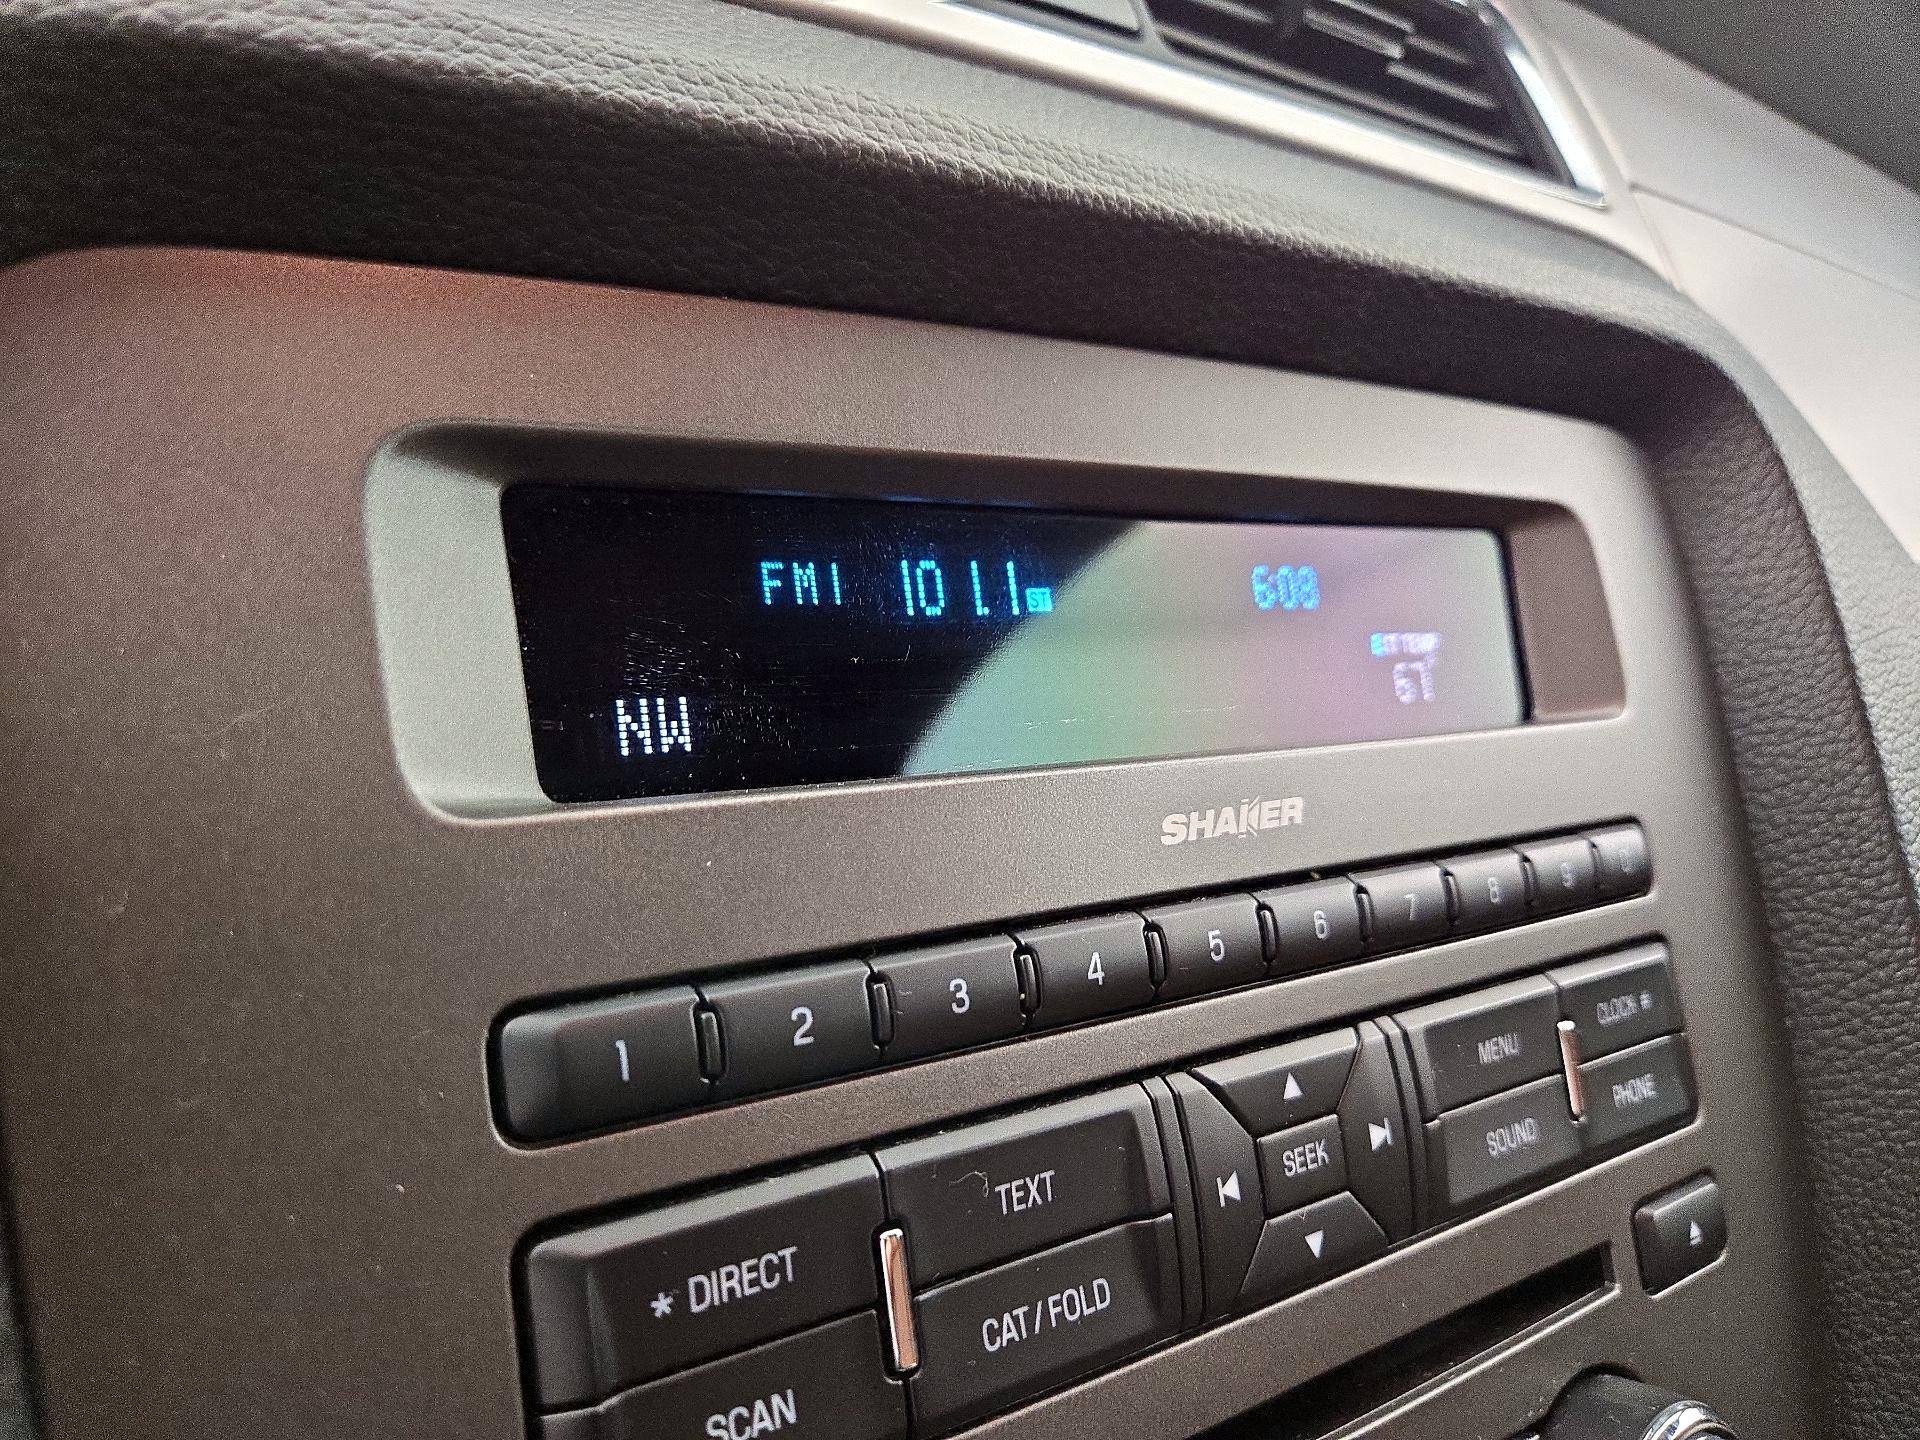 FM1 101.1 ST 6:08
EXT TEMP
NW
SHAKER
1 2 3 4 5 6 7 8 9 0
MENU CLOCK #
SEEK
SOUND PHONE
TEXT
* DIRECT
CAT/FOLD
SCAN